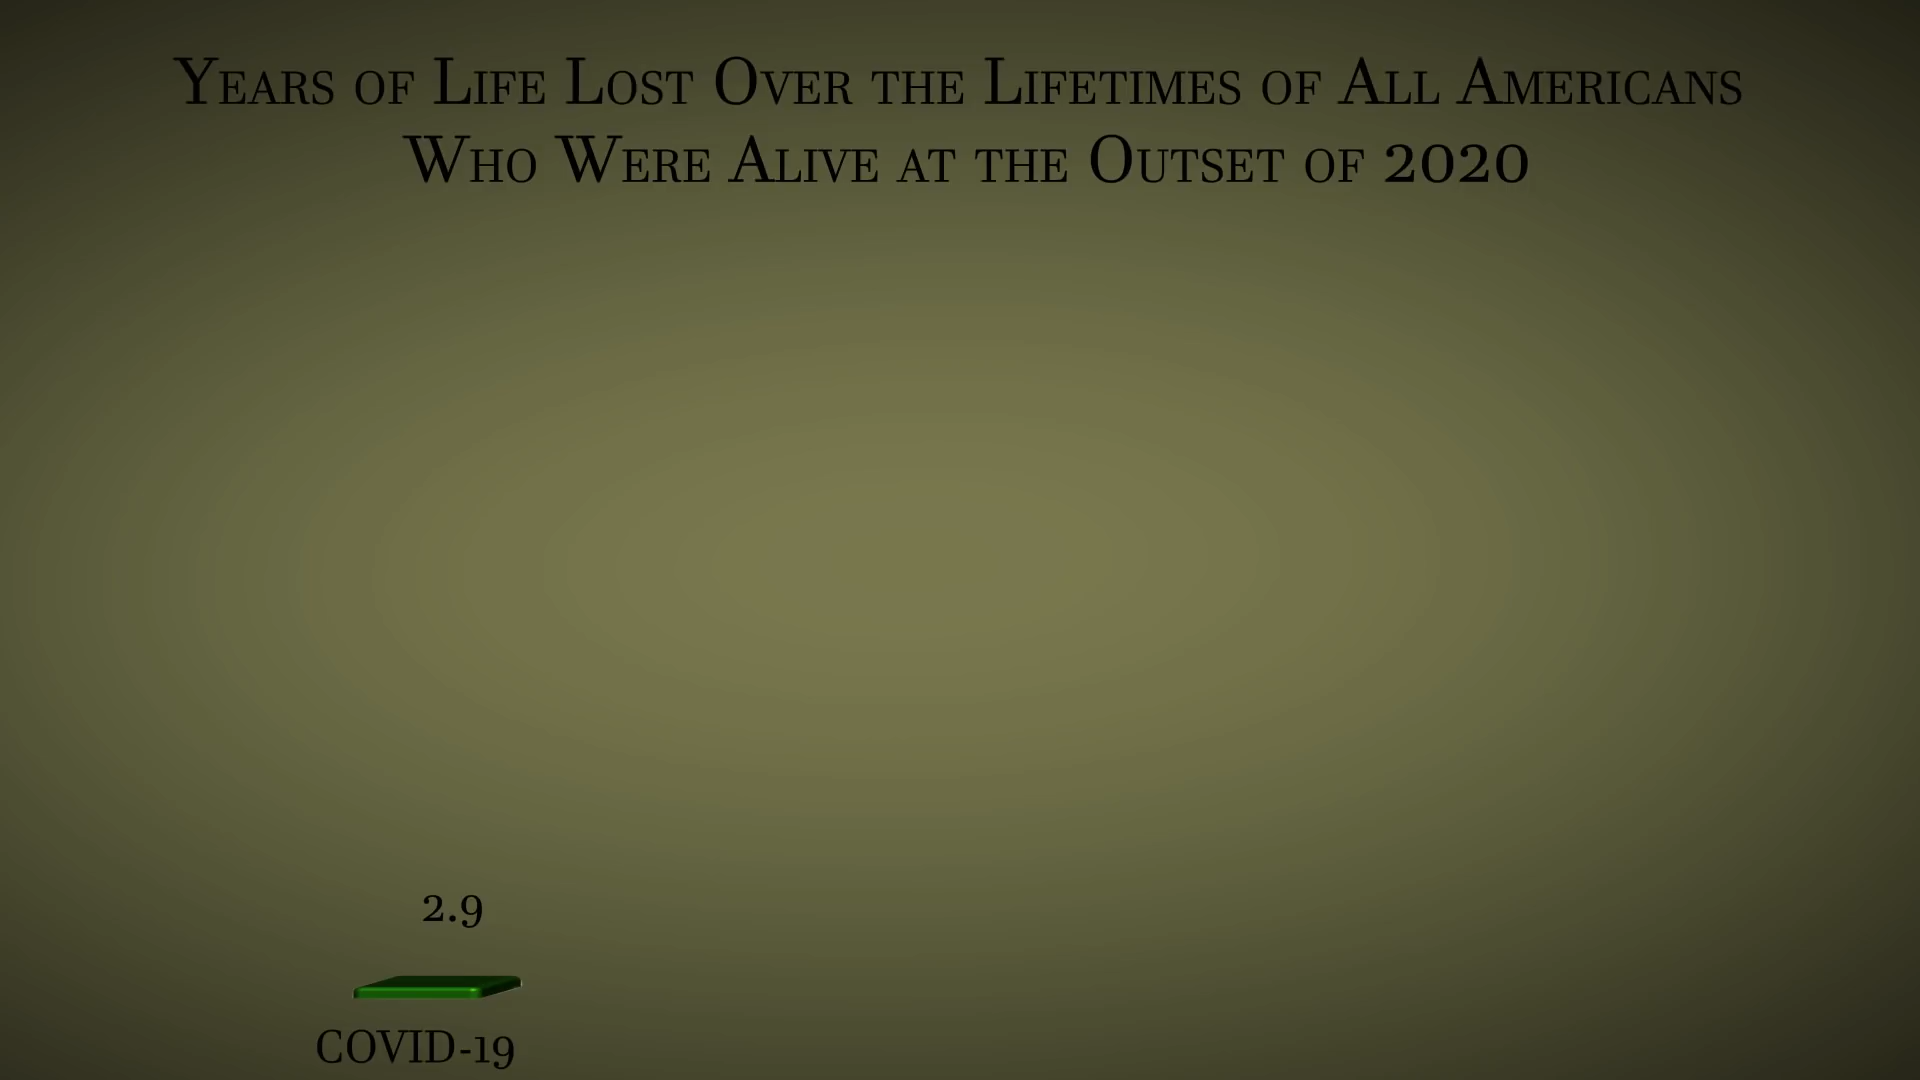 Years of Life Lost Over the Lifetimes of All Americans
Who Were Alive at the Outset of 2020
2.9
COVID-19